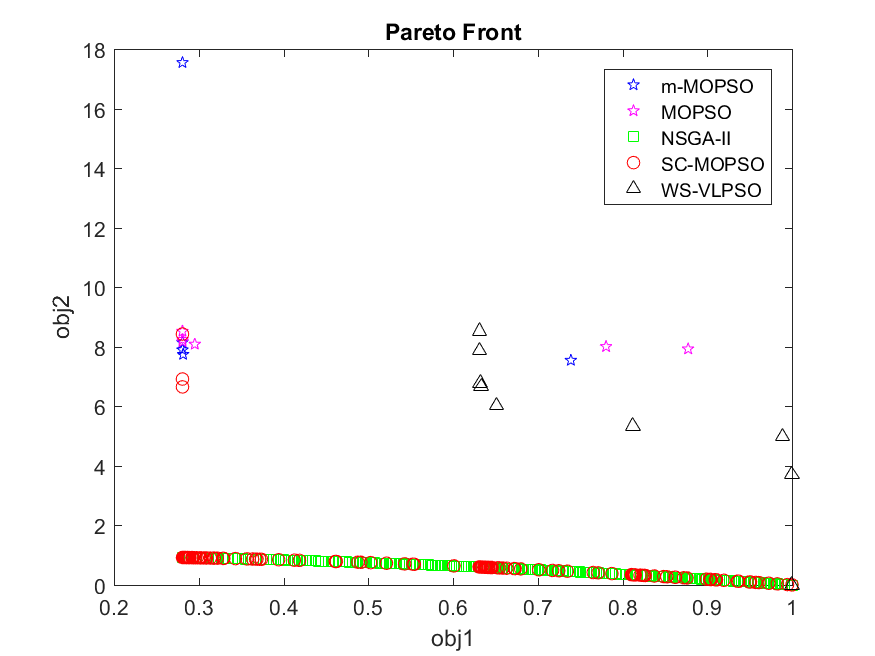 Pareto Front
18
16
14
12
10
8
6
4
2
0
obj2
m-MOPSO
MOPSO
NSGA-II
SC-MOPSO
WS-VLPSO
0.2 0.3 0.4 0.5 0.6 0.7 0.8 0.9 1
obj1